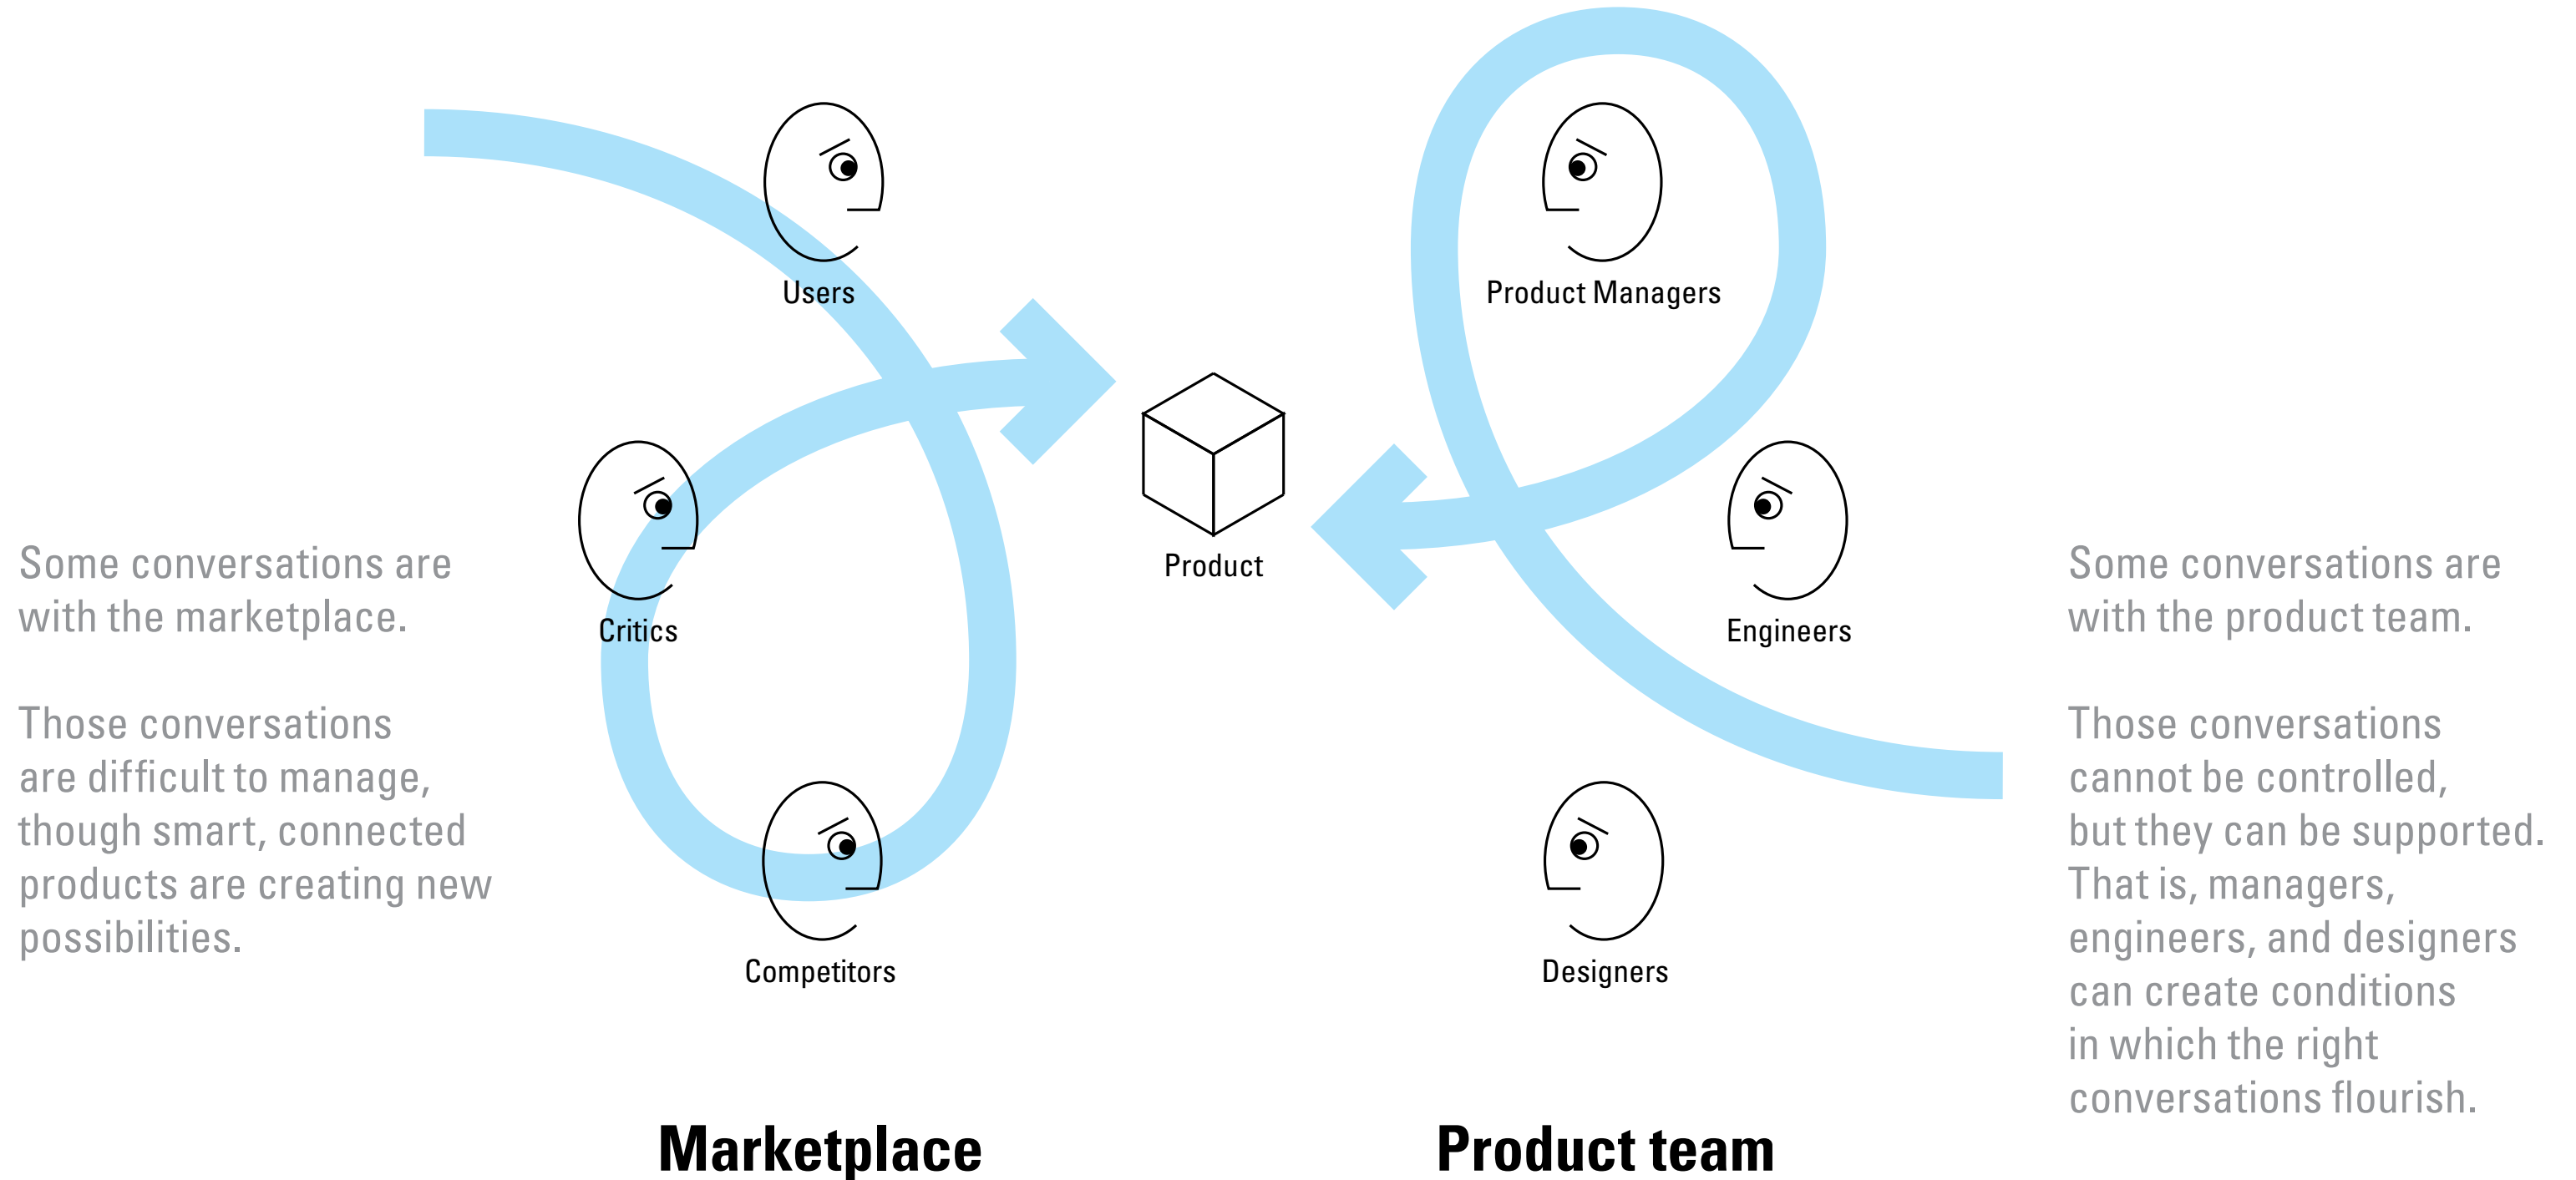 Some conversations are
with the marketplace.
Those conversations
are difficult to manage,
though smart, connected
products are creating new
possibilities.
Users
Critics
Competitors
Marketplace
Product
Product Managers
Engineers
Designers
Product team
Some conversations are
with the product team.
Those conversations
cannot be controlled,
but they can be supported.
That is, managers,
engineers, and designers
can create conditions
in which the right
conversations flourish.